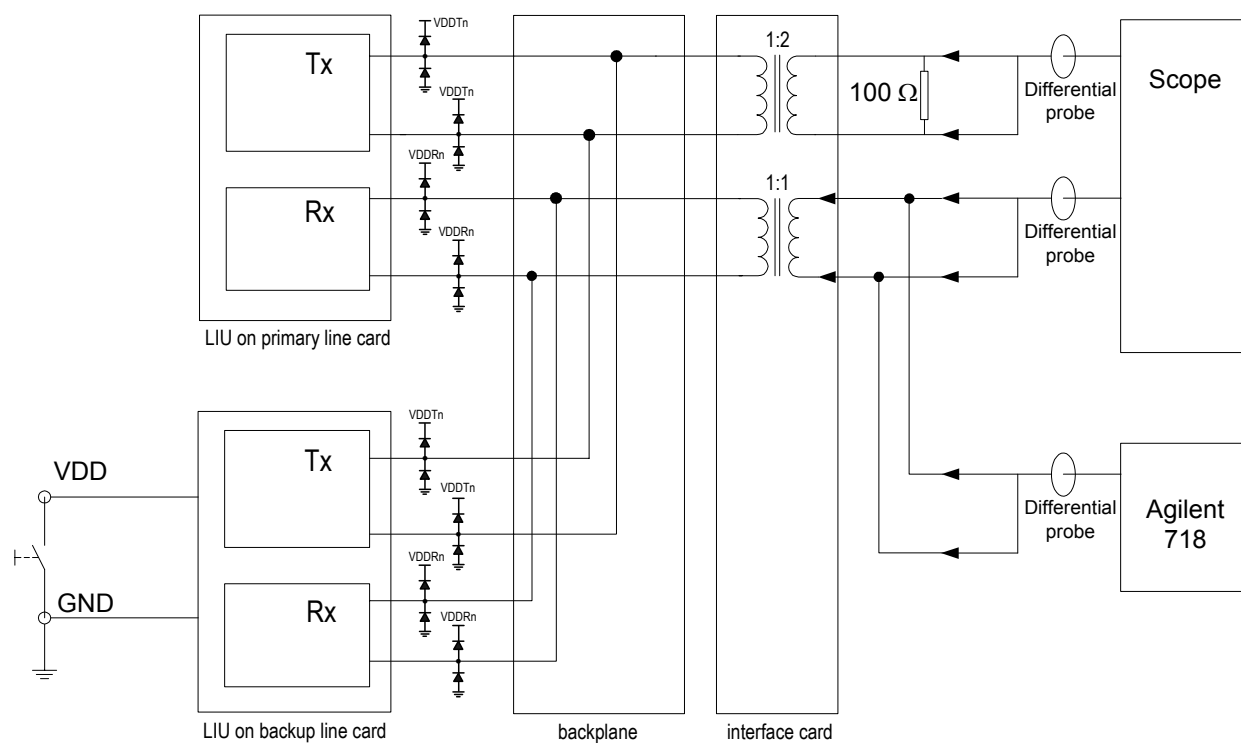 VDDTn
Tx
VDDTn
VDDRn
Rx
VDDRn
LIU on primary line card
1:2
100 Ω
1:1
Differential
probe
Scope
Differential
probe
VDD
GND
VDDTn
Tx
VDDTn
VDDRn
Rx
VDDRn
LIU on backup line card
backplane
interface card
Differential
probe
Agilent
718